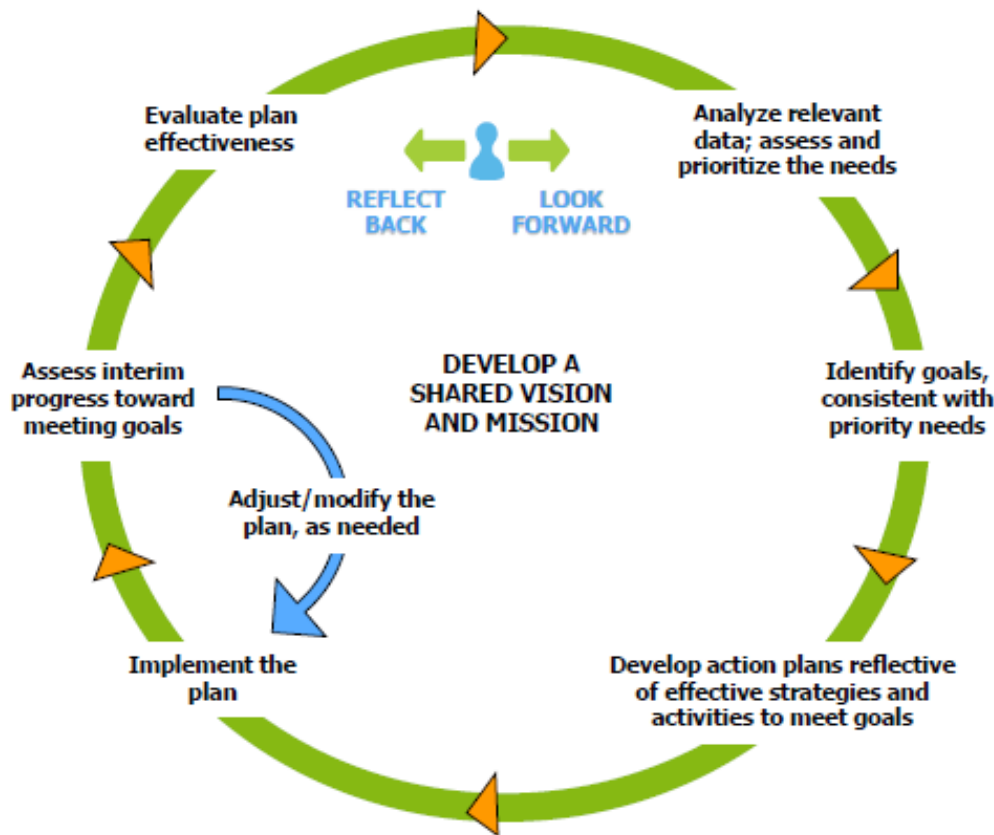 Evaluate plan
effectiveness
Analyze relevant
data; assess and
prioritize the needs
REFLECT
BACK
LOOK
FORWARD
Assess interim
progress toward
meeting goals
DEVELOP A
SHARED VISION
AND MISSION
Identify goals,
consistent with
priority needs
Adjust/modify the
plan, as needed
Implement the
plan
Develop action plans reflective
of effective strategies and
activities to meet goals